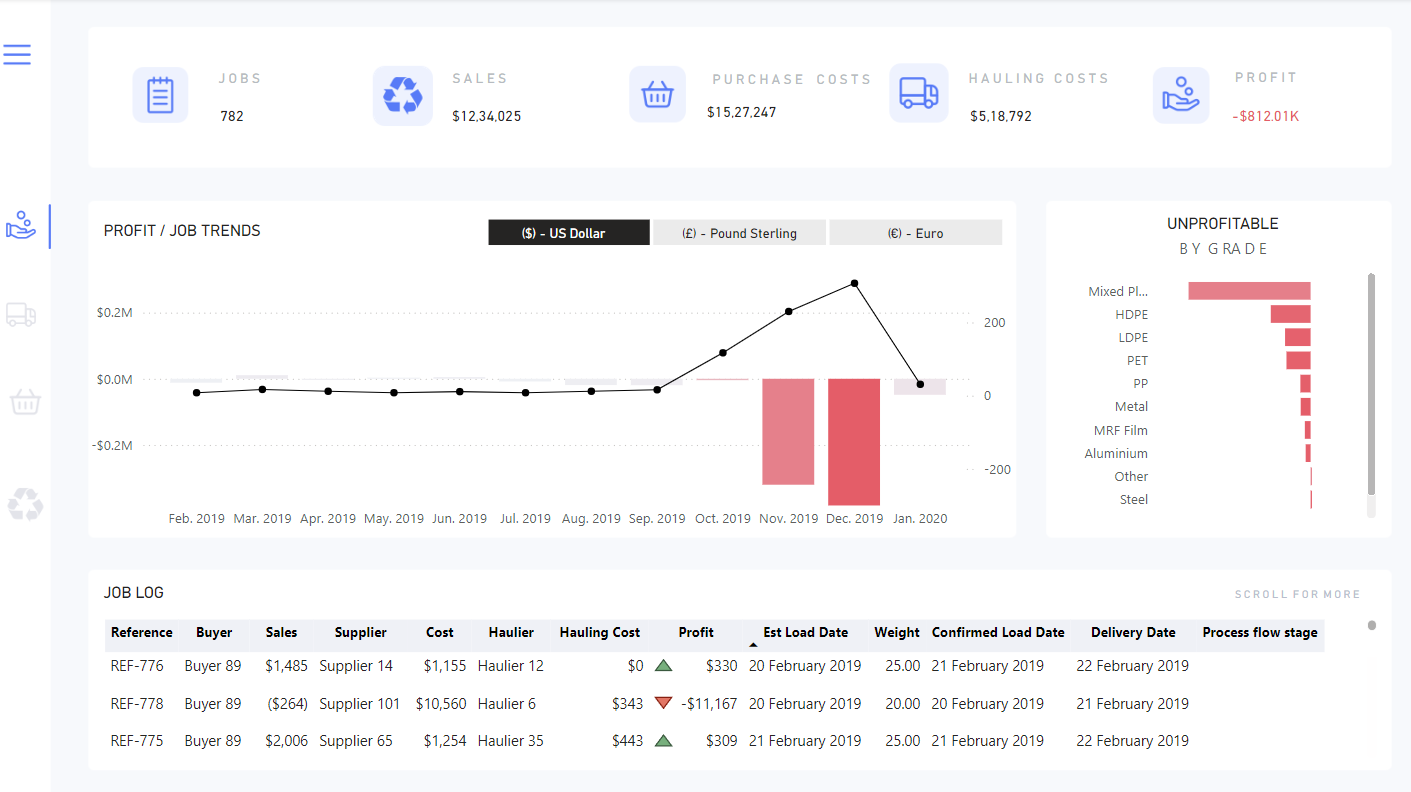 JOBS
782
SALES
$12,34,025
PURCHASE COSTS
$15,27,247
HAULING COSTS
$5,18,792
PROFIT
-$812.01K
PROFIT / JOB TRENDS
($) - US Dollar
(£) - Pound Sterling
(€) - Euro
$0.2M
$0.0M
-$0.2M
200
0
-200
Feb. 2019 Mar. 2019 Apr. 2019 May. 2019 Jun. 2019 Jul. 2019 Aug. 2019 Sep. 2019 Oct. 2019 Nov. 2019 Dec. 2019 Jan. 2020
UNPROFITABLE
BY GRADE
Mixed Pl...
HDPE
LDPE
PET
PP
Metal
MRF Film
Aluminium
Other
Steel
JOB LOG
SCROLL FOR MORE
Reference Buyer Sales Supplier Cost Haulier Hauling Cost Profit Est Load Date Weight Confirmed Load Date Delivery Date Process flow stage
REF-776 Buyer 89 $1,485 Supplier 14 $1,155 Haulier 12 $0 $330 20 February 2019 25.00 21 February 2019 22 February 2019
REF-778 Buyer 89 ($264) Supplier 101 $10,560 Haulier 6 $343 -$11,167 20 February 2019 20.00 20 February 2019 21 February 2019
REF-775 Buyer 89 $2,006 Supplier 65 $1,254 Haulier 35 $443 $309 21 February 2019 25.00 21 February 2019 22 February 2019